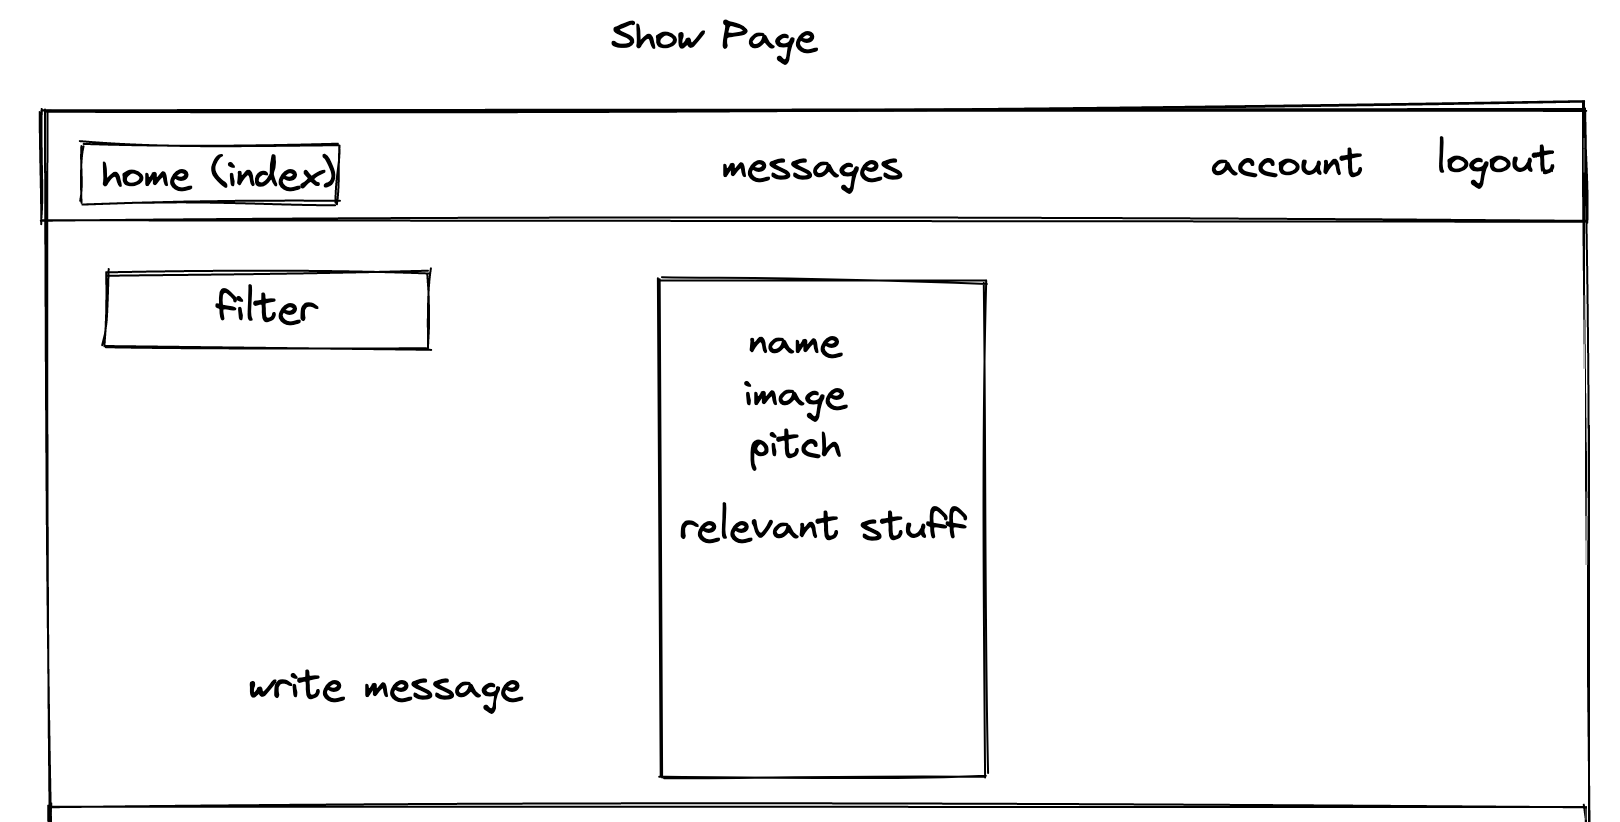 Show Page
home (index) messages account logout
filter
name
image
pitch
relevant stuff
write message